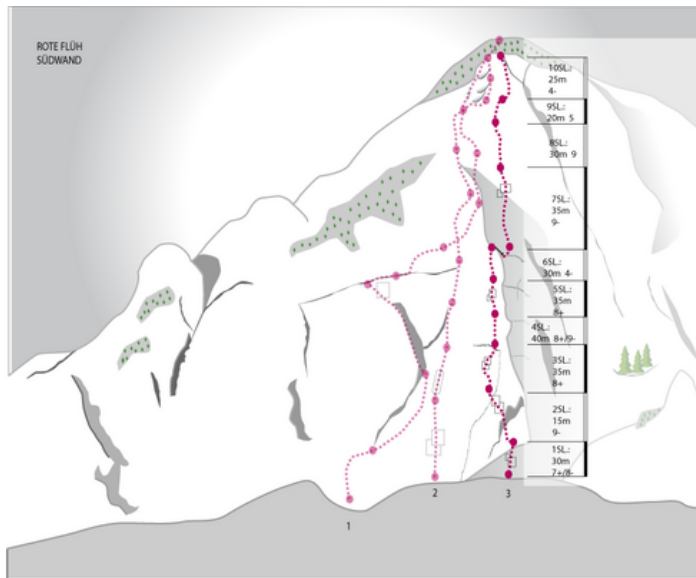 ROTE FLÜH
SÜDWAND
10SL.:
25m
4-
9SL.:
20m 5
8SL.:
30m 9
7SL.:
35m
9-
6SL.:
30m 4-
5SL.:
35m
8+
4SL.:
40m 8+/9-
3SL.:
35m
8+
2SL.:
15m
9-
1SL.:
30m
7+/8-
1
2
3